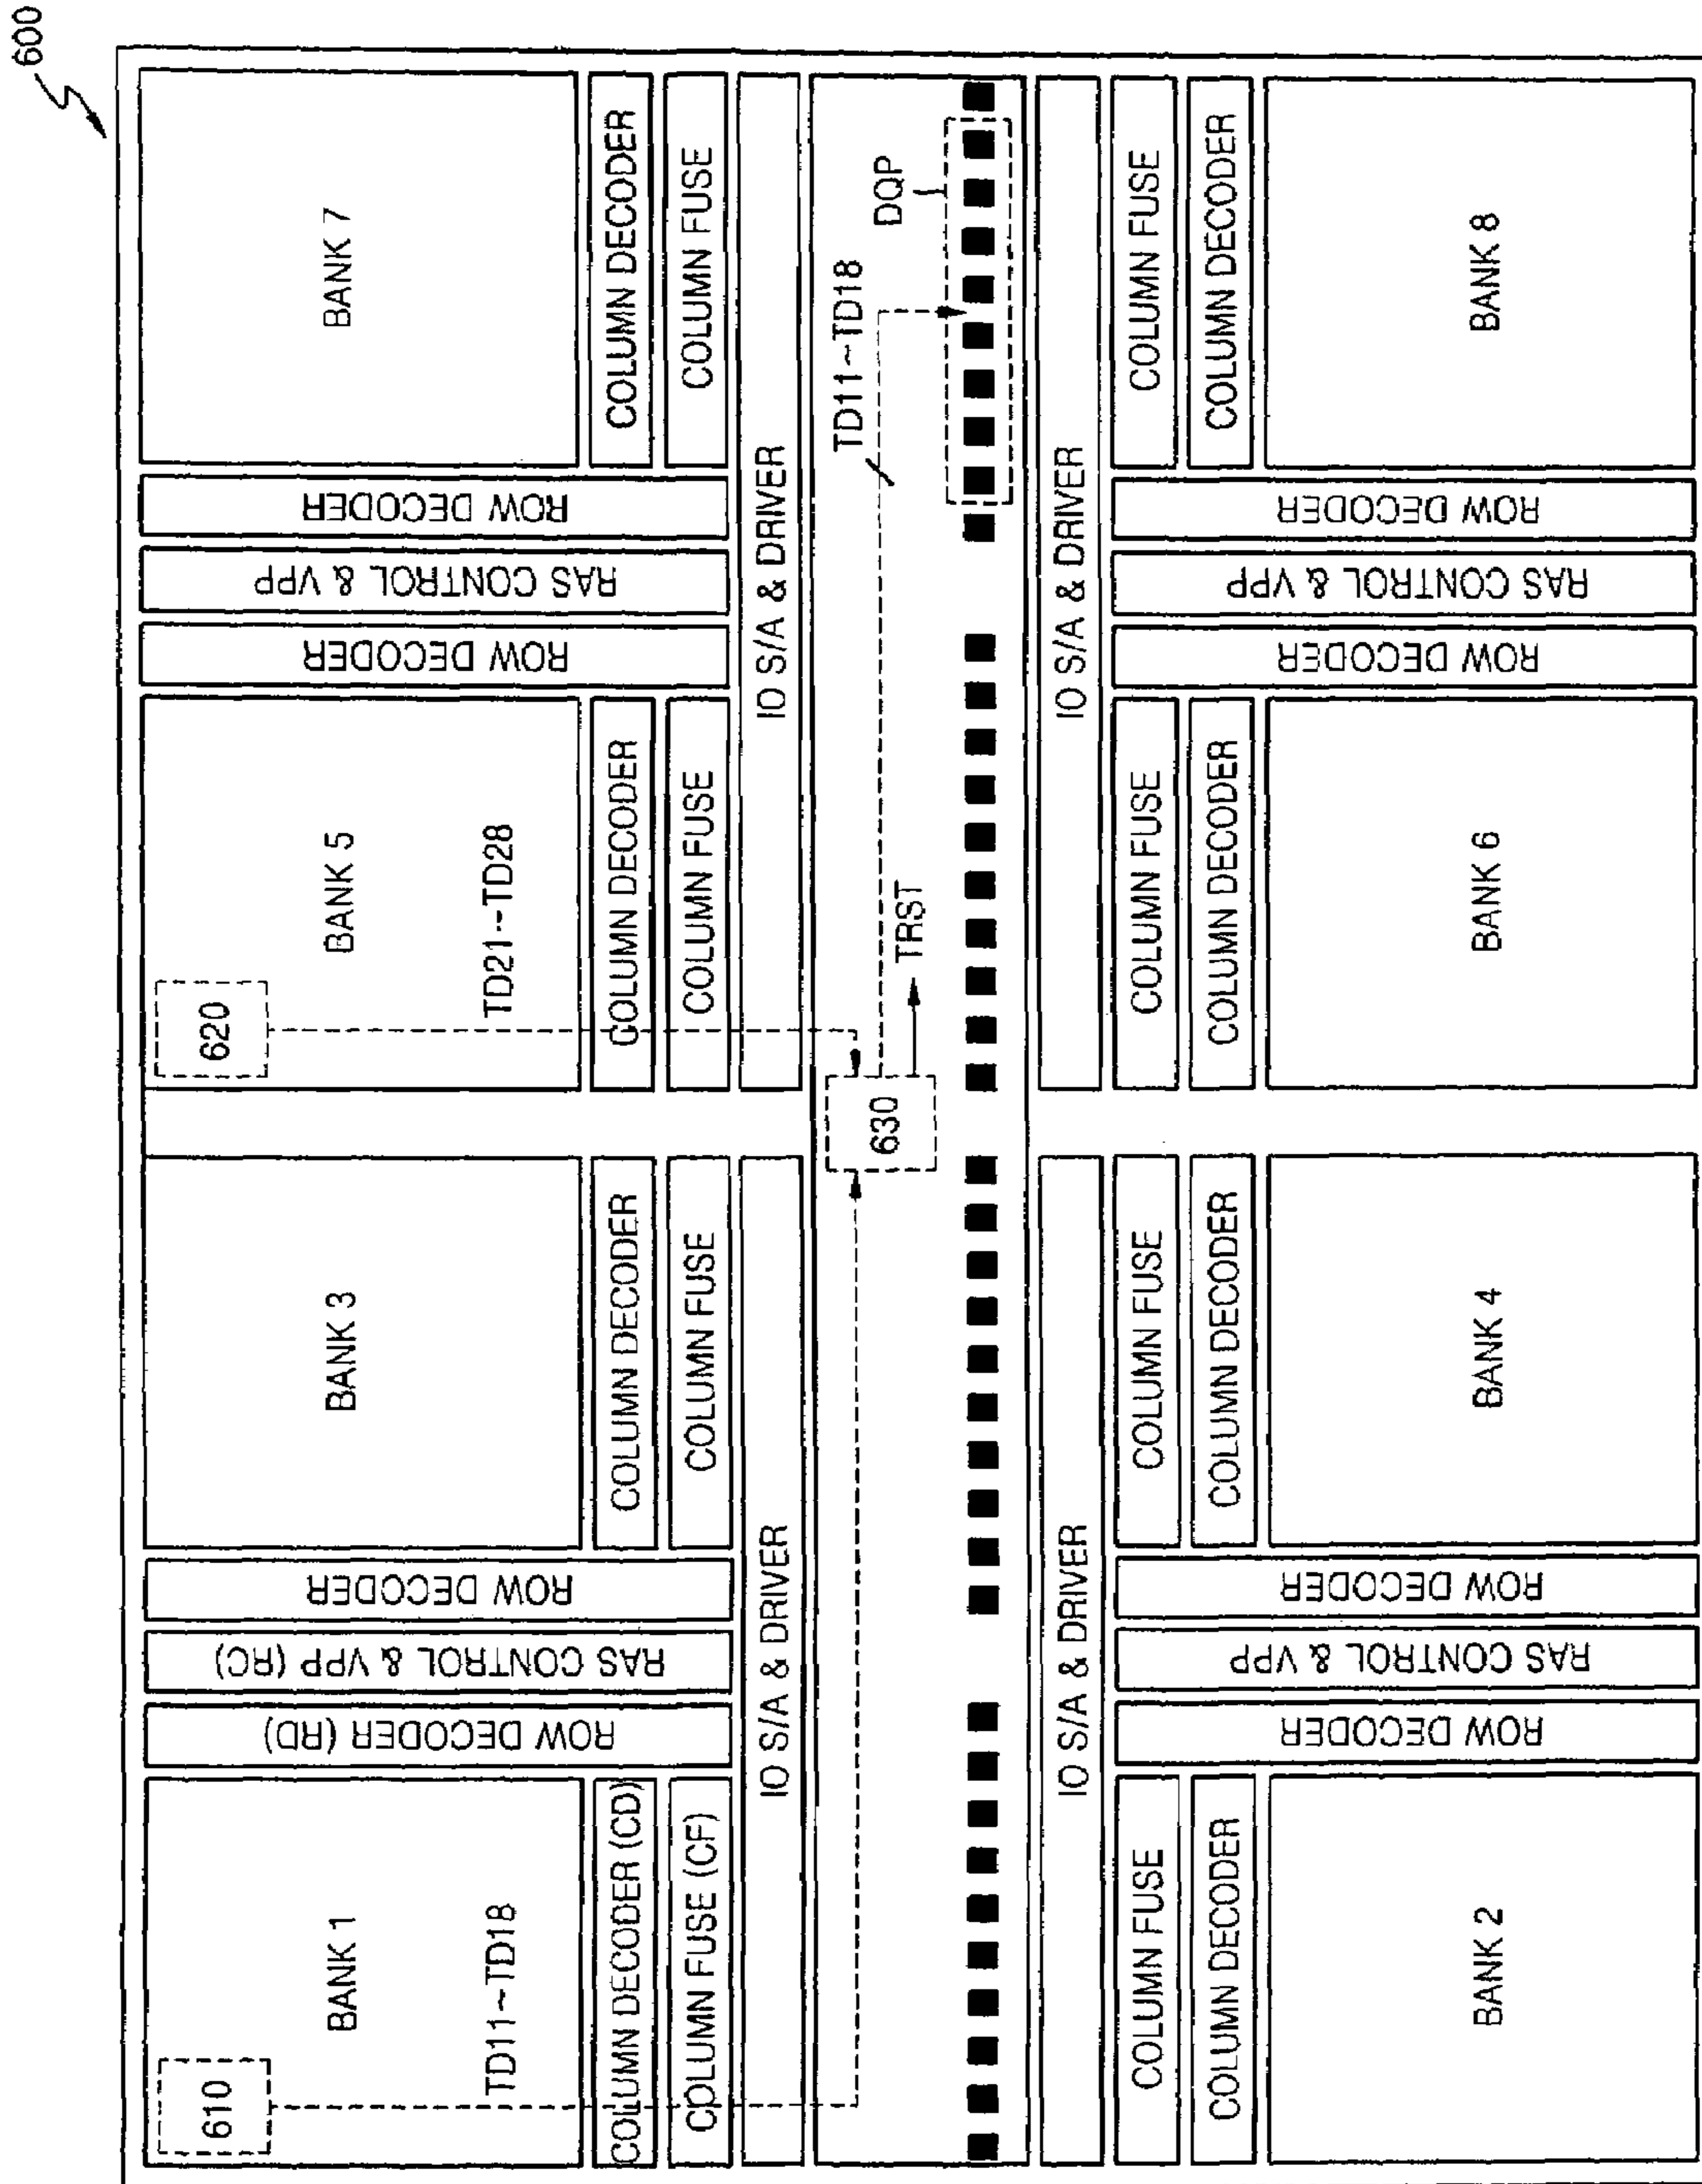 600
BANK 1
BANK 3
BANK 5
BANK 7
610
TD11~TD18
620
TD21~TD28
ROW DECODER (RD)
RAS CONTROL & VPP (RC)
ROW DECODER
ROW DECODER
RAS CONTROL & VPP
ROW DECODER
COLUMN DECODER (CD)
COLUMN DECODER
COLUMN DECODER
COLUMN DECODER
COLUMN FUSE (CF)
COLUMN FUSE
COLUMN FUSE
COLUMN FUSE
IO S/A & DRIVER
IO S/A & DRIVER
630
TD11~TD18
TRST
DQP
IO S/A & DRIVER
IO S/A & DRIVER
COLUMN FUSE
COLUMN FUSE
COLUMN FUSE
COLUMN FUSE
COLUMN DECODER
COLUMN DECODER
COLUMN DECODER
COLUMN DECODER
ROW DECODER
RAS CONTROL & VPP
ROW DECODER
ROW DECODER
RAS CONTROL & VPP
ROW DECODER
BANK 2
BANK 4
BANK 6
BANK 8